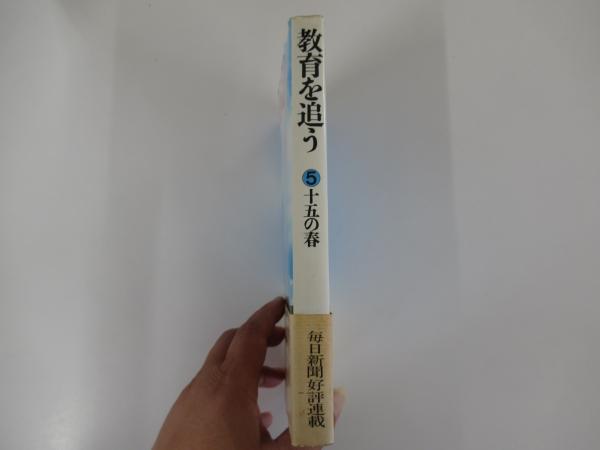 教育を追う
5 十五の春
毎日新聞好評連載